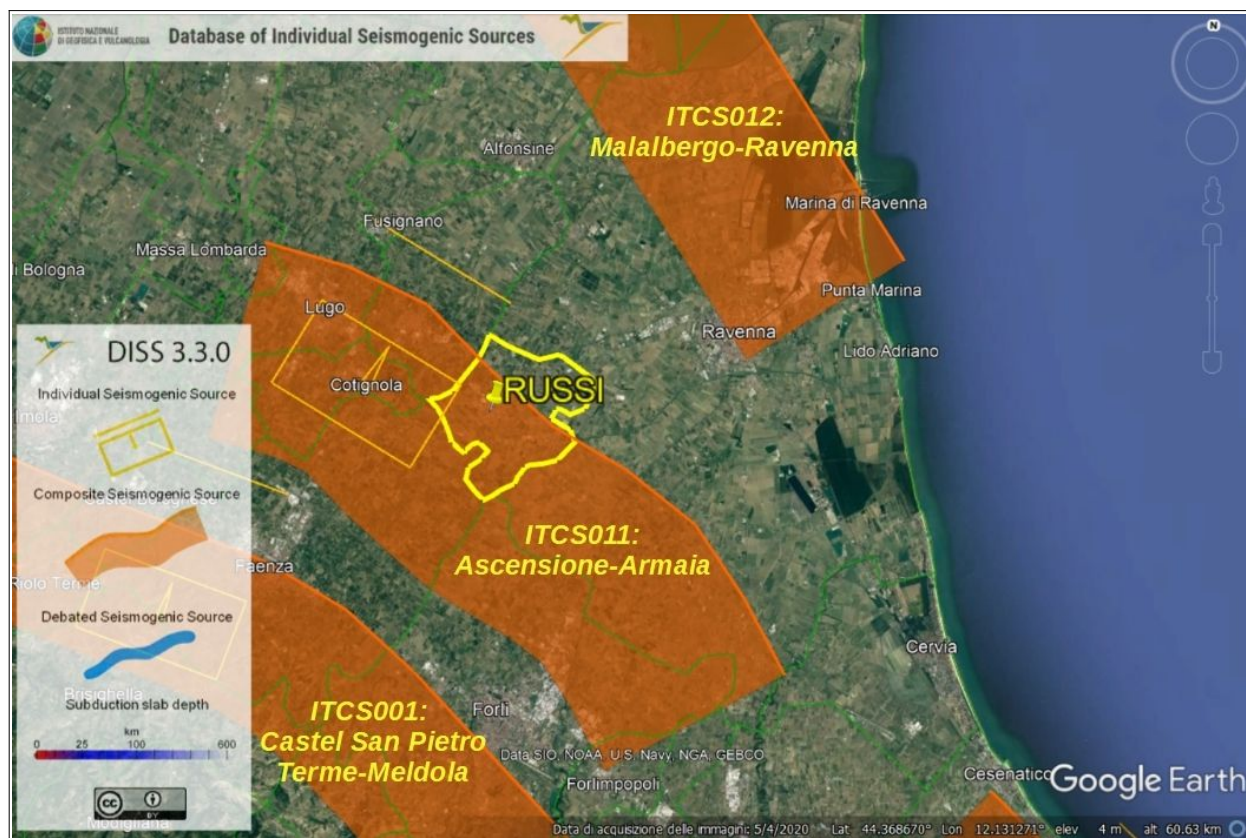 ISTITUTO NAZIONALE
DI GEOFISICA E VULCANOLOGIA
Database of Individual Seismogenic Sources
N
ITCS012:
Malalbergo-Ravenna
Alfonsine
Marina di Ravenna
Fusignano
Massa Lombarda
li Bologna
Punta Marina
Lugo
Ravenna
Lido Adriano
DISS 3.3.0
Cotignola
RUSSI
Individual Seismogenic Source
Imola
Composite Seismogenic Source
ITCS011:
Ascensione-Armaia
Faenza
Riolo Terme
Debated Seismogenic Source
Cervia
Brisighella
Subduction slab depth
ITCS001:
Castel San Pietro
Terme-Meldola
Forlì
km
0 25 100 600
Data SIO, NOAA, U.S. Navy, NGA, GEBCO
Forlimpopoli
Cesenatico
Google Earth
CC
BY
Modigliana
Data di acquisizione delle immagini: 5/4/2020 Lat 44.368670° Lon 12.131271° elev 4 m alt 60.63 km